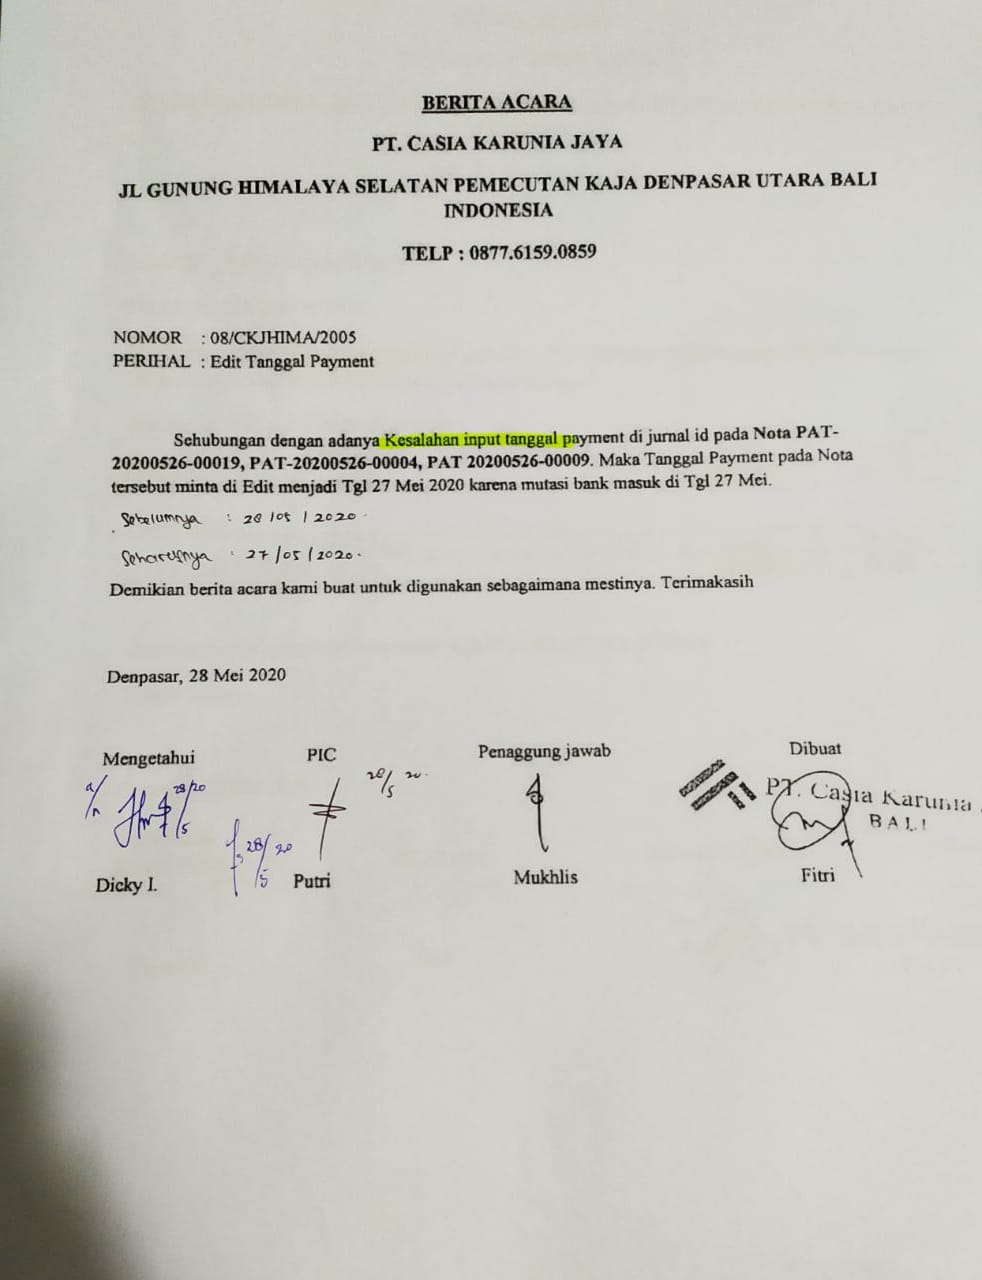 BERITA ACARA
PT. CASIA KARUNIA JAYA
JL GUNUNG HIMALAYA SELATAN PEMECUTAN KAJA DENPASAR UTARA BALI
INDONESIA
TELP : 0877.6159.0859
NOMOR : 08/CKJHIMA/2005
PERIHAL : Edit Tanggal Payment
Sehubungan dengan adanya Kesalahan input tanggal payment di jurnal id pada Nota PAT-
20200526-00019, PAT-20200526-00004, PAT 20200526-00009. Maka Tanggal Payment pada Nota
tersebut minta di Edit menjadi Tgl 27 Mei 2020 karena mutasi bank masuk di Tgl 27 Mei.
Sebelumnya : 28/05/2020
Seharusnya : 27/05/2020.
Demikian berita acara kami buat untuk digunakan sebagaimana mestinya. Terimakasih
Denpasar, 28 Mei 2020
Mengetahui PIC Penaggung jawab Dibuat
a/n 28/5 20 28/5 20 PT. Casia Karunia
BALI
28/5 20
Dicky I. Putri Mukhlis Fitri